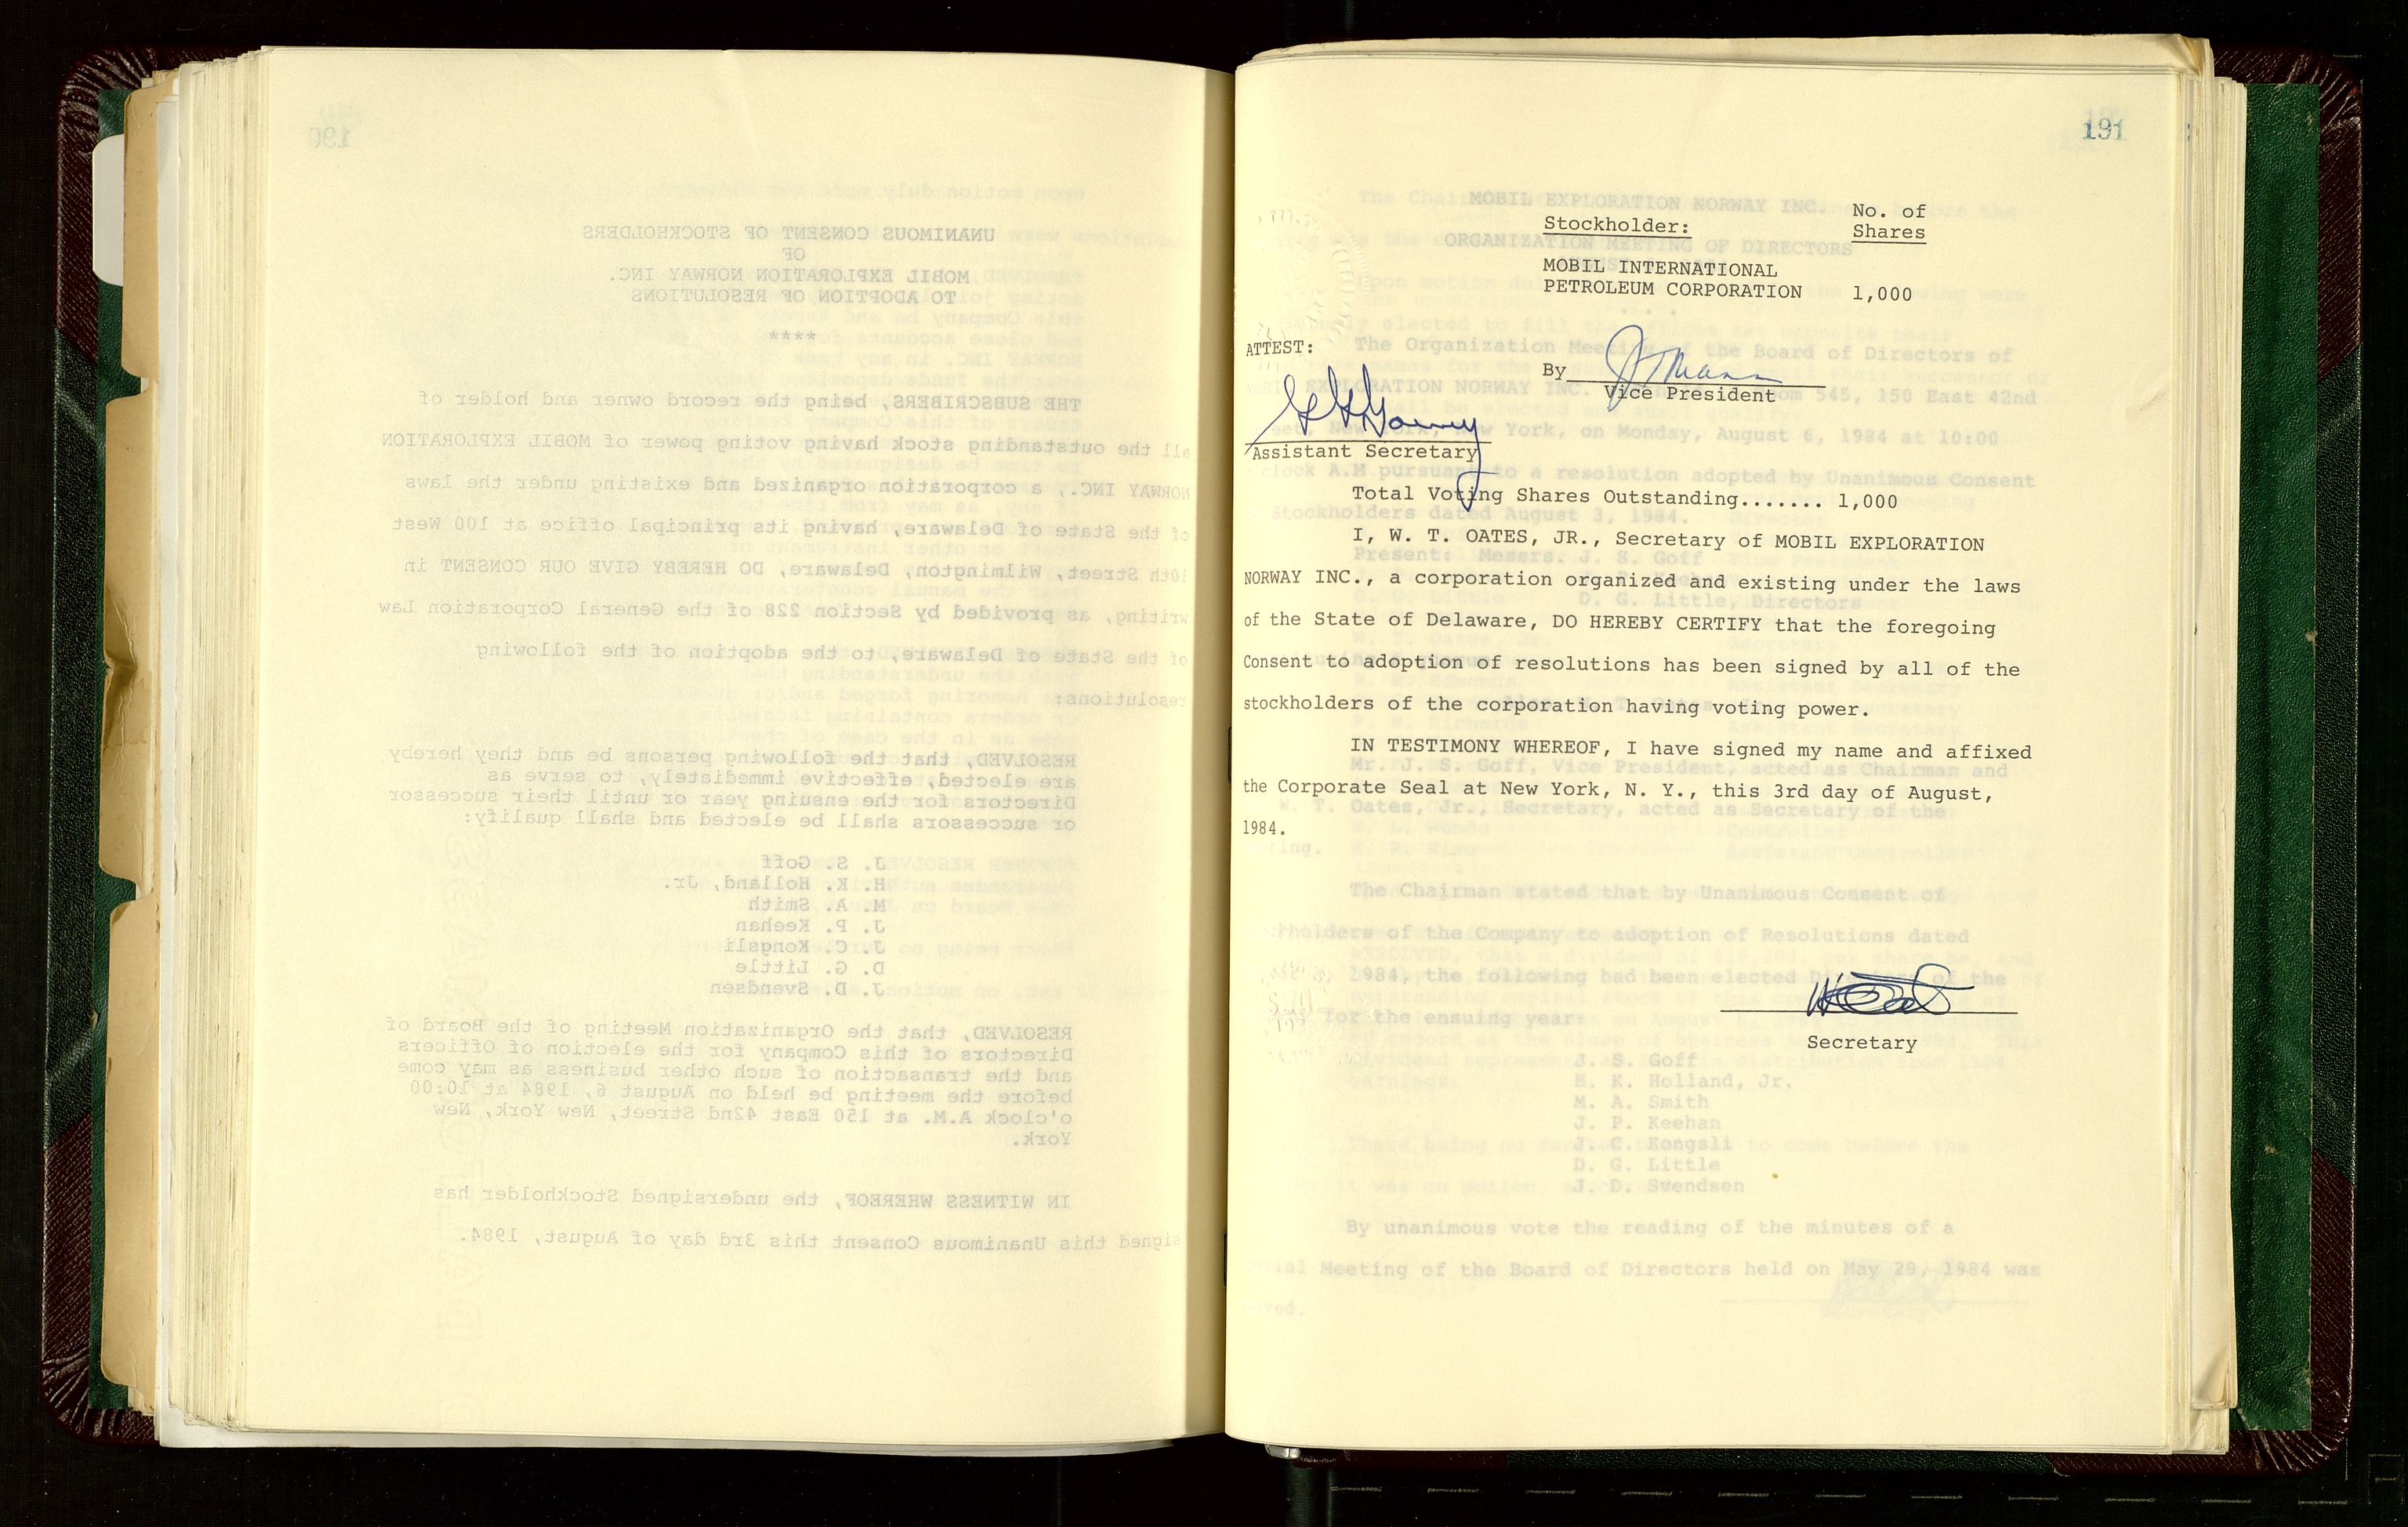 190
UNANIMOUS CONSENT OF STOCKHOLDERS
OF
MOBIL EXPLORATION NORWAY INC.
TO ADOPTION OF RESOLUTIONS
****
THE SUBSCRIBERS, being the record owner and holder of
all the outstanding stock having voting power of MOBIL EXPLORATION
NORWAY INC., a corporation organized and existing under the laws
of the State of Delaware, having its principal office at 100 West
10th Street, Wilmington, Delaware, DO HEREBY GIVE OUR CONSENT in
writing, as provided by Section 228 of the General Corporation Law
of the State of Delaware, to the adoption of the following
resolutions:
RESOLVED, that the following persons be and they hereby
are elected, effective immediately, to serve as
Directors for the ensuing year or until their successor
or successors shall be elected and shall qualify:
J. S. Goff
H. K. Holland, Jr.
M. A. Smith
J. P. Keehan
J. C. Kongsli
D. G. Little
J. D. Svendsen
RESOLVED, that the Organization Meeting of the Board of
Directors of this Company for the election of Officers
and the transaction of such other business as may come
before the meeting be held on August 6, 1984 at 10:00
o'clock A.M. at 150 East 42nd Street, New York, New
York.
IN WITNESS WHEREOF, the undersigned Stockholder has
signed this Unanimous Consent this 3rd day of August, 1984.
191
Stockholder:
No. of
Shares
MOBIL INTERNATIONAL
PETROLEUM CORPORATION 1,000
ATTEST:
By
Vice President
Assistant Secretary
Total Voting Shares Outstanding....... 1,000
I, W. T. OATES, JR., Secretary of MOBIL EXPLORATION
NORWAY INC., a corporation organized and existing under the laws
of the State of Delaware, DO HEREBY CERTIFY that the foregoing
Consent to adoption of resolutions has been signed by all of the
stockholders of the corporation having voting power.
IN TESTIMONY WHEREOF, I have signed my name and affixed
the Corporate Seal at New York, N. Y., this 3rd day of August,
1984.
Secretary